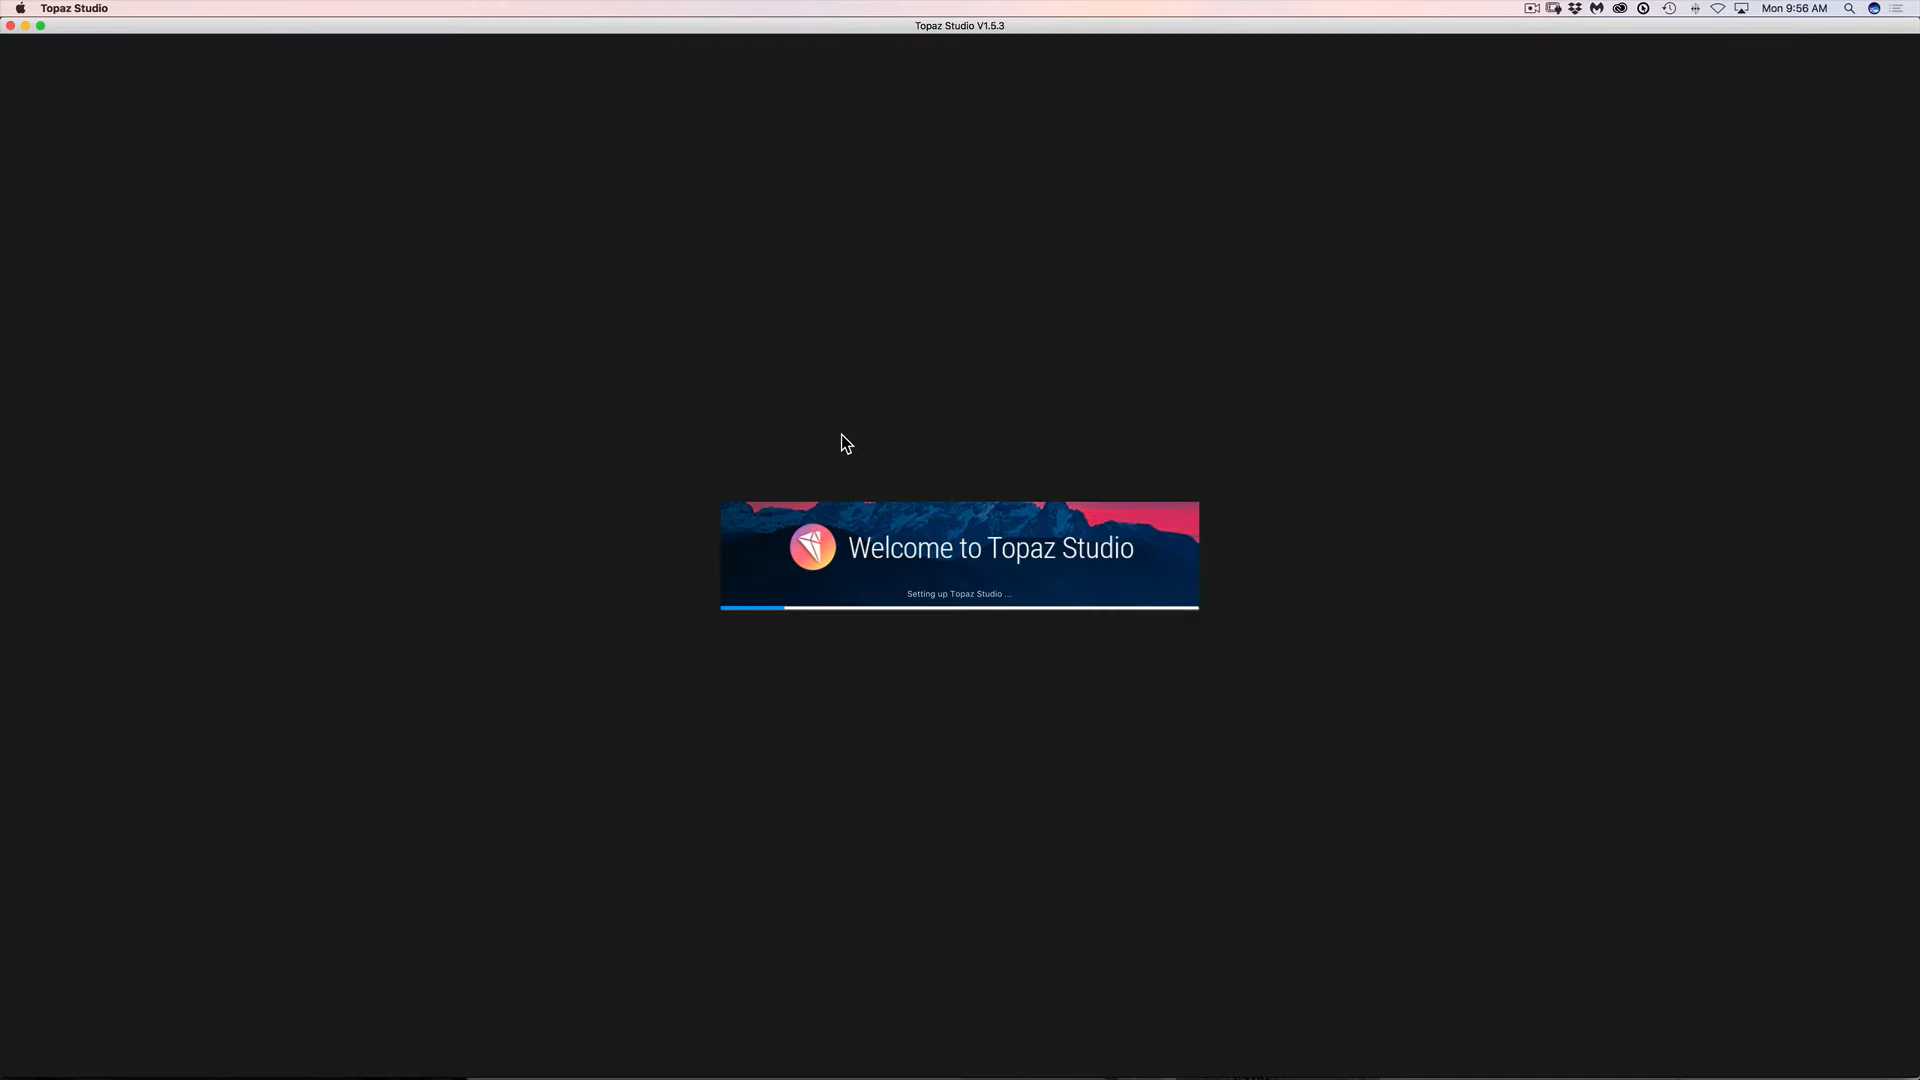 Topaz Studio
Mon 9:56 AM
Topaz Studio V1.5.3
Welcome to Topaz Studio
Setting up Topaz Studio ...